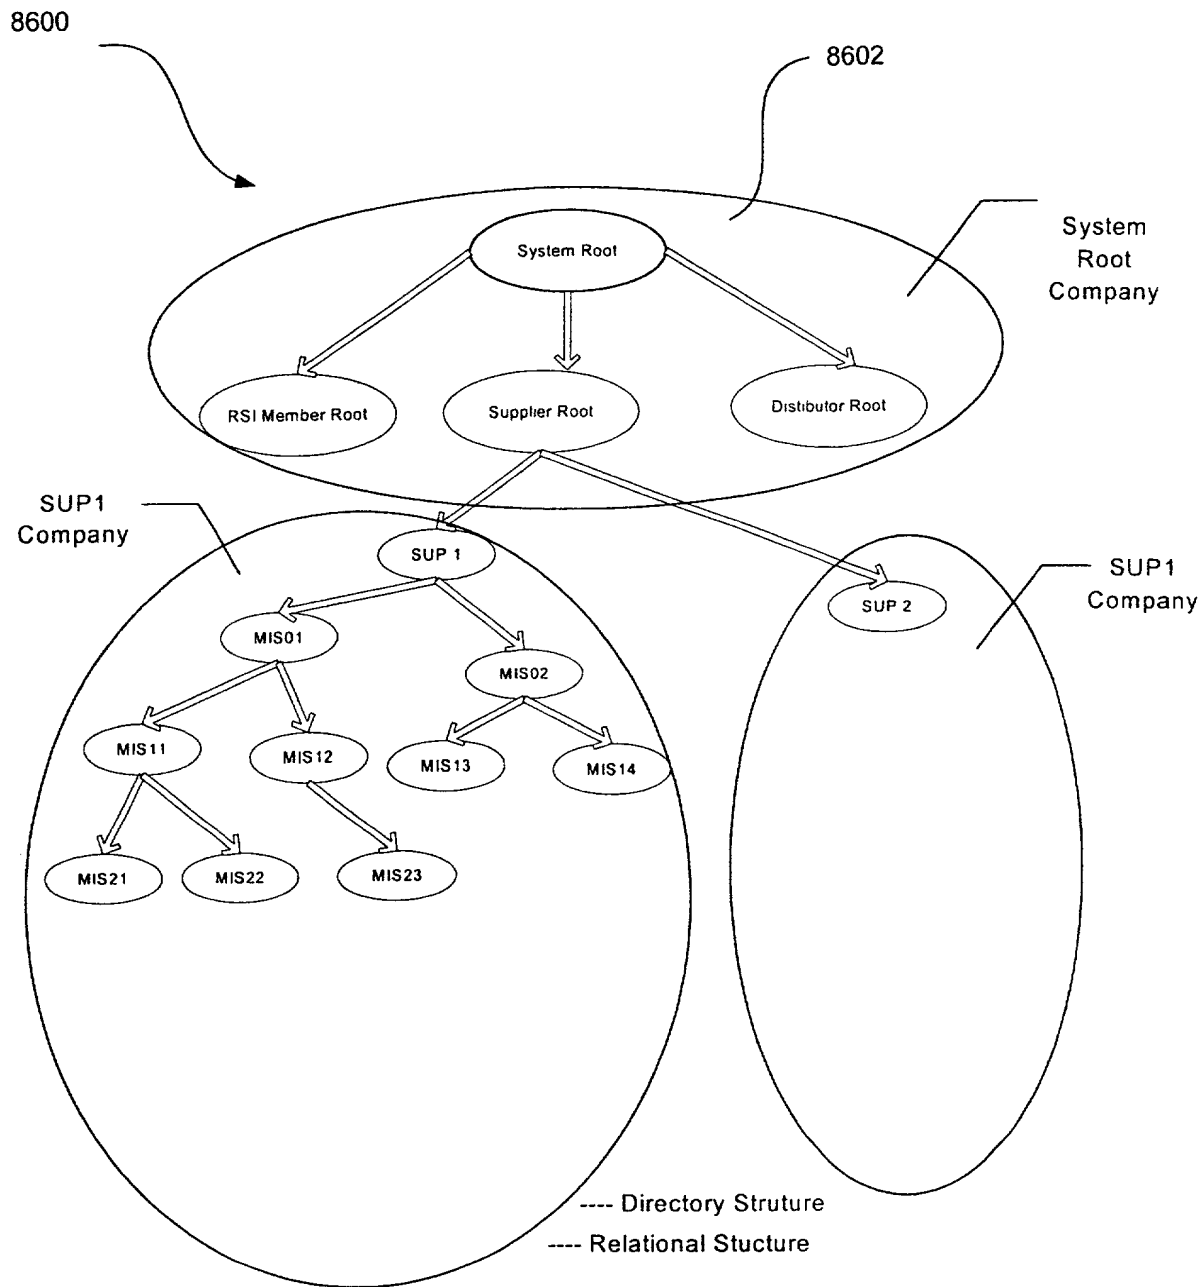 8600
8602
System Root
System
Root
Company
RSI Member Root
Supplier Root
Distibutor Root
SUP1
Company
SUP 1
SUP1
Company
SUP 2
MIS01
MIS02
MIS11
MIS12
MIS13
MIS14
MIS21
MIS22
MIS23
---- Directory Struture
---- Relational Stucture